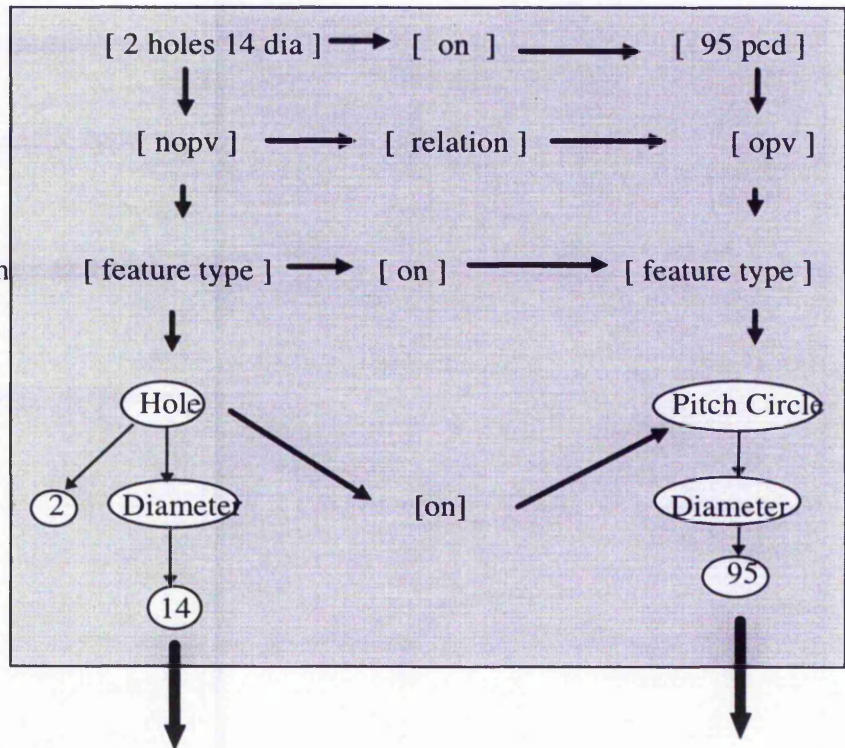 [ 2 holes 14 dia ] [ on ] [ 95 pcd ]
[ nopv ] [ relation ] [ opv ]
[ feature type ] [ on ] [ feature type ]
Hole Pitch Circle
2 Diameter [on] Diameter
95
14